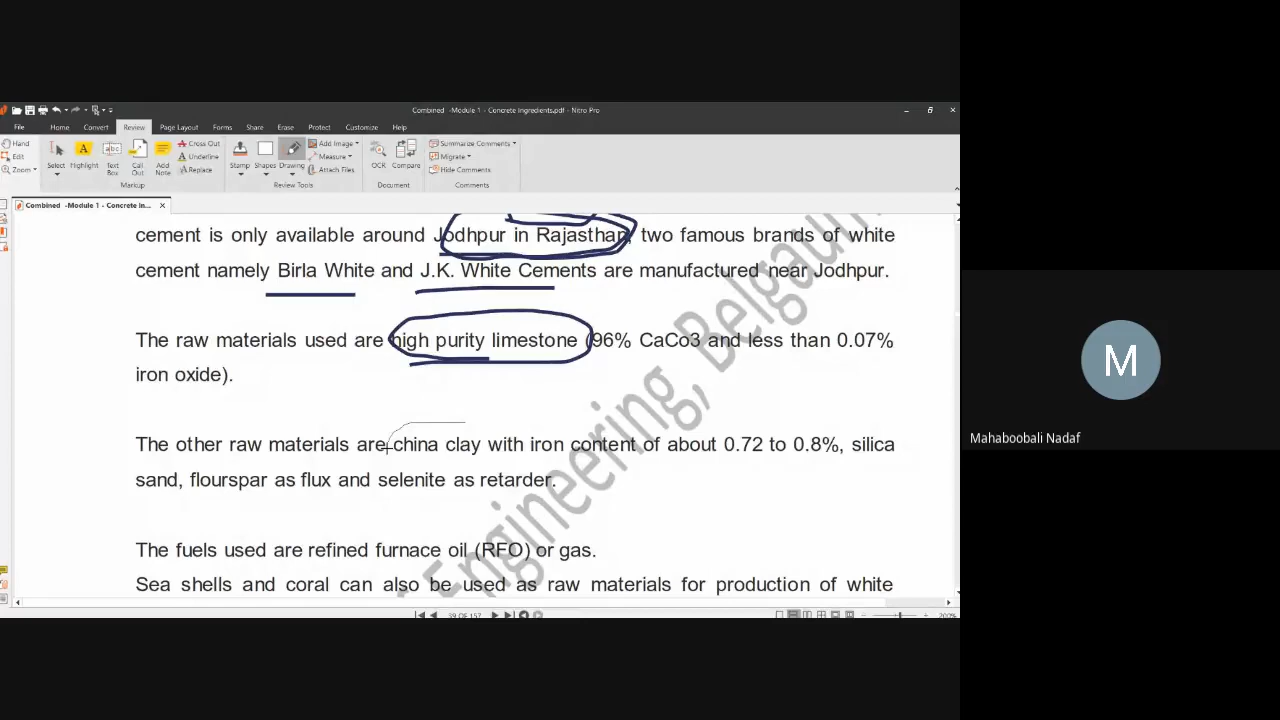 Combined -Module 1 - Concrete Ingredients.pdf - Nitro Pro
File Home Convert Review Page Layout Forms Share Erase Protect Customize Help
Hand
Edit
Zoom
Select Highlight Text Box Call Out Add Note
Cross Out
Underline
Replace
Markup
Stamp Shapes Drawing
Add Image
Measure
Attach Files
Review Tools
OCR Compare
Document
Summarize Comments
Migrate
Hide Comments
Comments
Combined -Module 1 - Concrete In...
cement is only available around Jodhpur in Rajasthan, two famous brands of white
cement namely Birla White and J.K. White Cements are manufactured near Jodhpur.
The raw materials used are high purity limestone (96% CaCo3 and less than 0.07%
iron oxide).
The other raw materials are china clay with iron content of about 0.72 to 0.8%, silica
sand, flourspar as flux and selenite as retarder.
The fuels used are refined furnace oil (RFO) or gas.
Sea shells and coral can also be used as raw materials for production of white
Engineering, Belgaum
39 OF 157
200%
M
Mahaboobali Nadaf